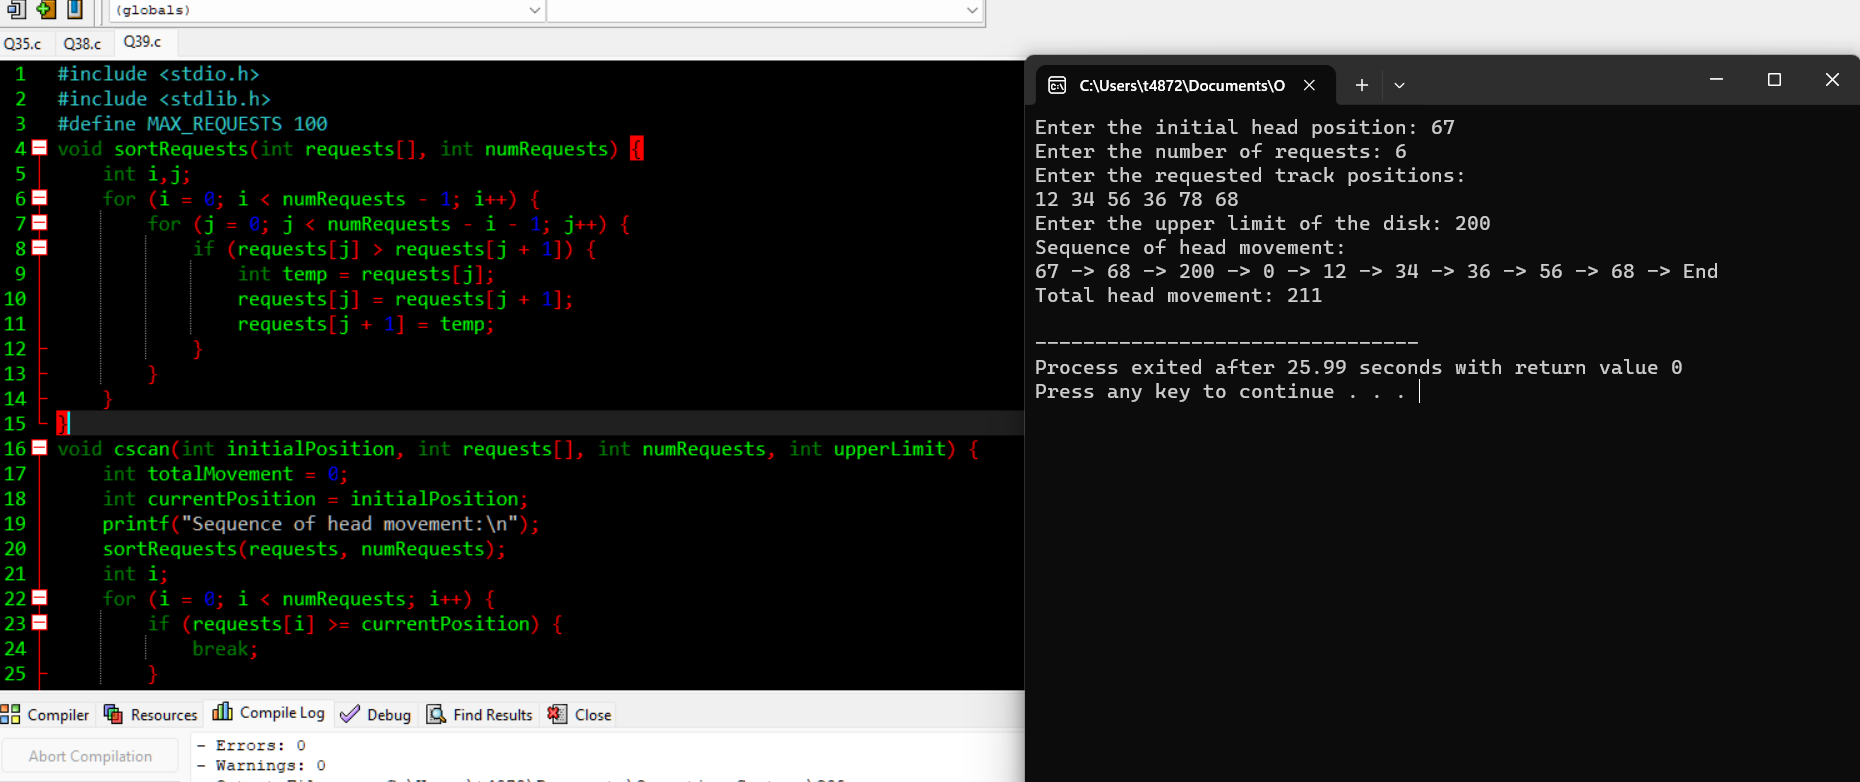 (globals)
Q35.c Q38.c Q39.c
1 #include <stdio.h>
2 #include <stdlib.h>
3 #define MAX_REQUESTS 100
4 void sortRequests(int requests[], int numRequests) {
5 int i,j;
6 for (i = 0; i < numRequests - 1; i++) {
7 for (j = 0; j < numRequests - i - 1; j++) {
8 if (requests[j] > requests[j + 1]) {
9 int temp = requests[j];
10 requests[j] = requests[j + 1];
11 requests[j + 1] = temp;
12 }
13 }
14 }
15 }
16 void cscan(int initialPosition, int requests[], int numRequests, int upperLimit) {
17 int totalMovement = 0;
18 int currentPosition = initialPosition;
19 printf("Sequence of head movement:\n");
20 sortRequests(requests, numRequests);
21 int i;
22 for (i = 0; i < numRequests; i++) {
23 if (requests[i] >= currentPosition) {
24 break;
25 }
Compiler Resources Compile Log Debug Find Results Close
Abort Compilation
- Errors: 0
- Warnings: 0
C:\Users\t4872\Documents\O
Enter the initial head position: 67
Enter the number of requests: 6
Enter the requested track positions:
12 34 56 36 78 68
Enter the upper limit of the disk: 200
Sequence of head movement:
67 -> 68 -> 200 -> 0 -> 12 -> 34 -> 36 -> 56 -> 68 -> End
Total head movement: 211
--------------------------------
Process exited after 25.99 seconds with return value 0
Press any key to continue . . .